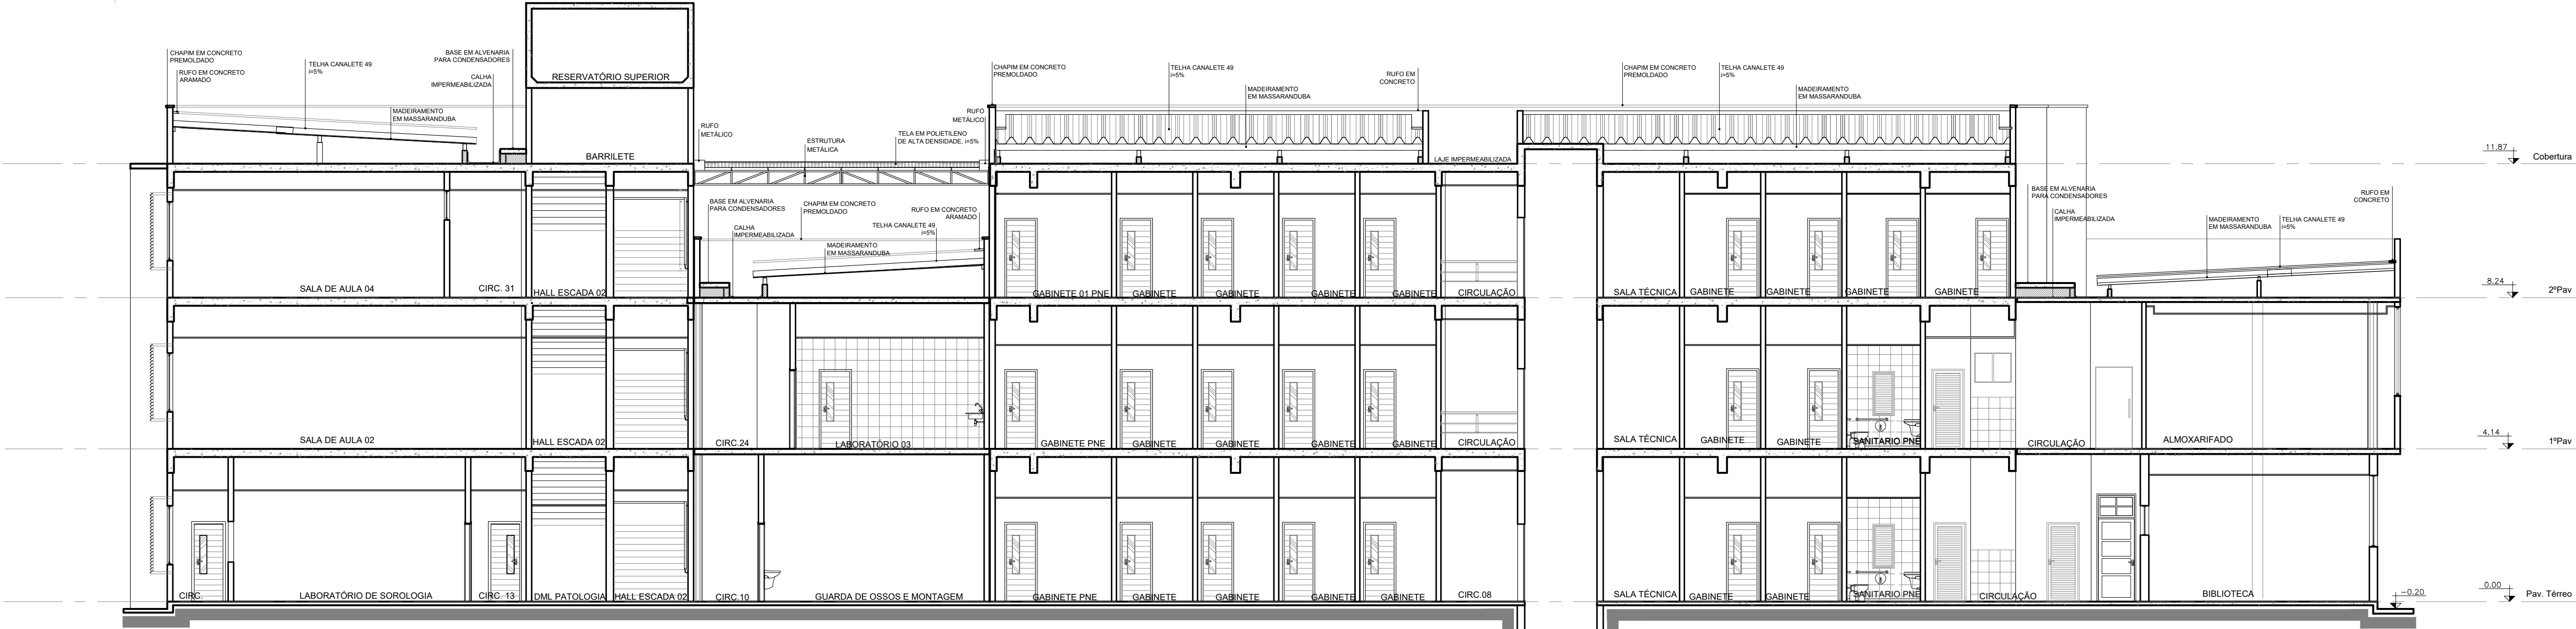 CHAPIM EM CONCRETO
PREMOLDADO
RUFO EM CONCRETO
ARAMADO
TELHA CANALETE 49
i=5%
MADEIRAMENTO
EM MASSARANDUBA
BASE EM ALVENARIA
PARA CONDENSADORES
CALHA
IMPERMEABILIZADA
RESERVATÓRIO SUPERIOR
BARRILETE
RUFO
METÁLICO
ESTRUTURA
METÁLICA
TELA EM POLIETILENO
DE ALTA DENSIDADE, i=5%
RUFO
METÁLICO
CHAPIM EM CONCRETO
PREMOLDADO
TELHA CANALETE 49
i=5%
MADEIRAMENTO
EM MASSARANDUBA
RUFO EM
CONCRETO
LAJE IMPERMEABILIZADA
CHAPIM EM CONCRETO
PREMOLDADO
TELHA CANALETE 49
i=5%
MADEIRAMENTO
EM MASSARANDUBA
11.87
Cobertura
BASE EM ALVENARIA
PARA CONDENSADORES
CHAPIM EM CONCRETO
PREMOLDADO
RUFO EM CONCRETO
ARAMADO
CALHA
IMPERMEABILIZADA
TELHA CANALETE 49
i=5%
MADEIRAMENTO
EM MASSARANDUBA
BASE EM ALVENARIA
PARA CONDENSADORES
CALHA
IMPERMEABILIZADA
MADEIRAMENTO
EM MASSARANDUBA
TELHA CANALETE 49
i=5%
RUFO EM
CONCRETO
SALA DE AULA 04
CIRC. 31
HALL ESCADA 02
GABINETE 01 PNE
GABINETE
GABINETE
GABINETE
GABINETE
CIRCULAÇÃO
SALA TÉCNICA
GABINETE
GABINETE
GABINETE
GABINETE
8.24
2ºPav
SALA DE AULA 02
HALL ESCADA 02
CIRC.24
LABORATÓRIO 03
GABINETE PNE
GABINETE
GABINETE
GABINETE
GABINETE
CIRCULAÇÃO
SALA TÉCNICA
GABINETE
GABINETE
SANITARIO PNE
CIRCULAÇÃO
ALMOXARIFADO
4.14
1ºPav
CIRC.
LABORATÓRIO DE SOROLOGIA
CIRC. 13
DML PATOLOGIA
HALL ESCADA 02
CIRC.10
GUARDA DE OSSOS E MONTAGEM
GABINETE PNE
GABINETE
GABINETE
GABINETE
GABINETE
CIRC.08
SALA TÉCNICA
GABINETE
GABINETE
SANITARIO PNE
CIRCULAÇÃO
BIBLIOTECA
-0.20
0.00
Pav. Térreo